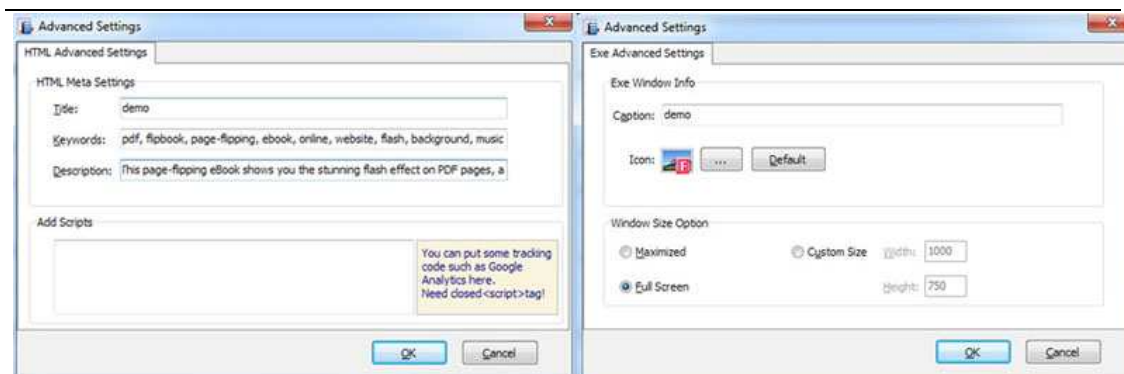 Advanced Settings
HTML Advanced Settings
HTML Meta Settings
Title: demo
Keywords: pdf, flipbook, page-flipping, ebook, online, website, flash, background, music
Description: This page-flipping eBook shows you the stunning flash effect on PDF pages, a
Add Scripts
You can put some tracking
code such as Google
Analytics here.
Need closed<script>tag!
OK Cancel
Advanced Settings
Exe Advanced Settings
Exe Window Info
Caption: demo
Icon: ... Default
Window Size Option
Maximized Custom Size Width: 1000
Full Screen Height: 750
OK Cancel